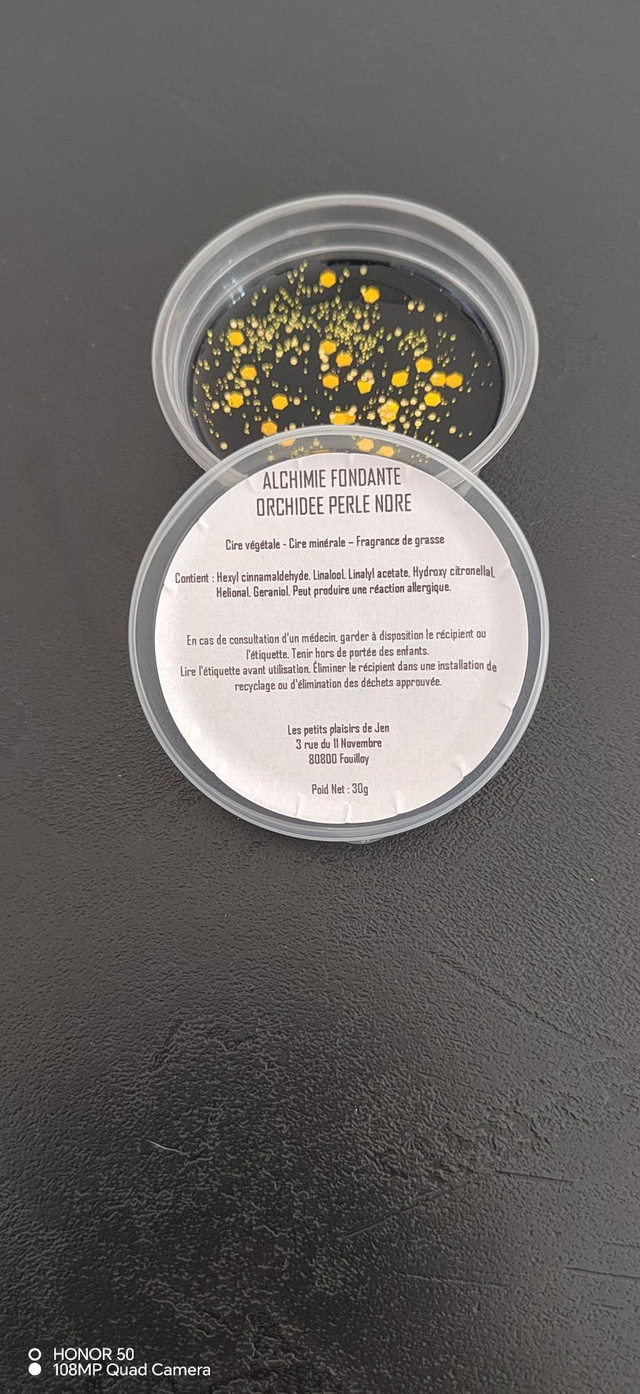 ALCHIMIE FONDANTE
ORCHIDEE PERLE NORE
Cire végétale - Cire minérale – Fragrance de grasse
Contient : Hexyl cinnamaldehyde. Linalool. Linalyl acetate. Hydroxy citronellal.
Helional. Geraniol. Peut produire une réaction allergique.
En cas de consultation d'un médecin. garder à disposition le récipient ou
l'étiquette. Tenir hors de portée des enfants.
Lire l'étiquette avant utilisation. Éliminer le récipient dans une installation de
recyclage ou d'élimination des déchets approuvée.
Les petits plaisirs de Jen
3 rue du 11 Novembre
80800 Fouilloy
Poid Net : 30g
HONOR 50
108MP Quad Camera